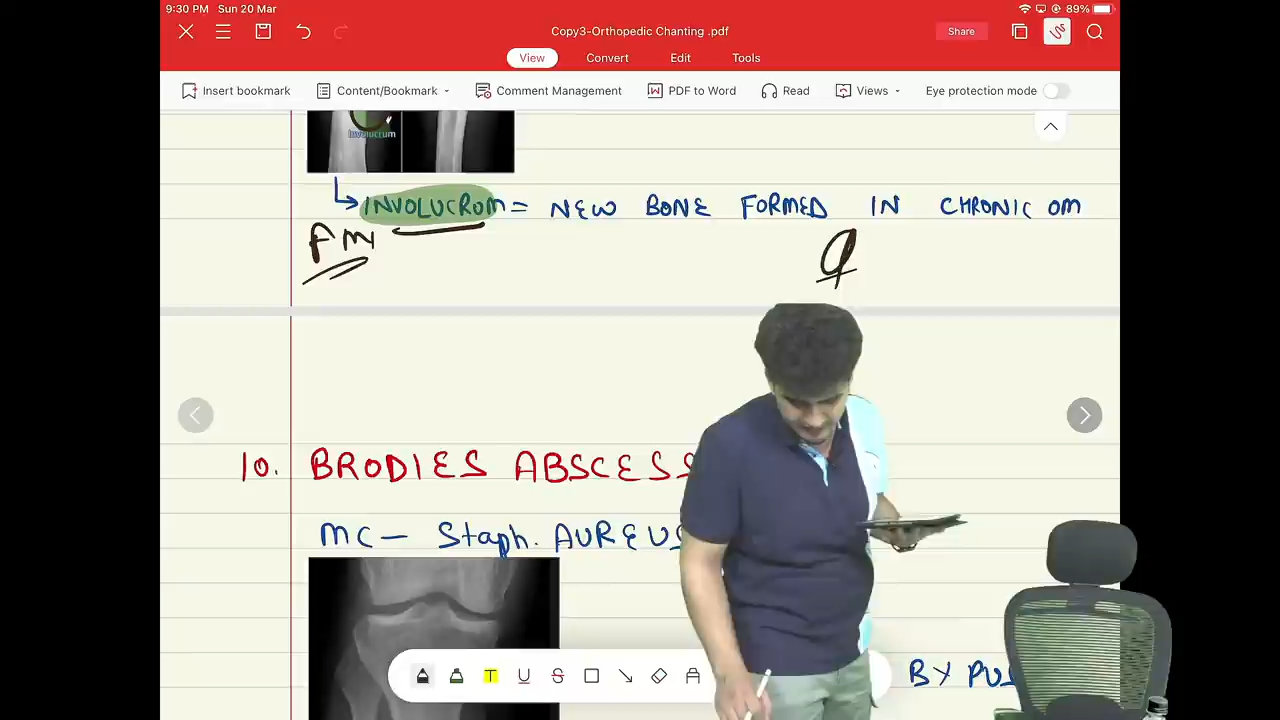 9:30 PM Sun 20 Mar 89%
Copy3-Orthopedic Chanting .pdf
Share
View Convert Edit Tools
Insert bookmark Content/Bookmark Comment Management PDF to Word Read Views Eye protection mode
Involucrum
INVOLUCRUM = NEW BONE FORMED IN CHRONIC OM
10. BRODIES ABSCESS
MC - Staph. AUREUS
BY PUS